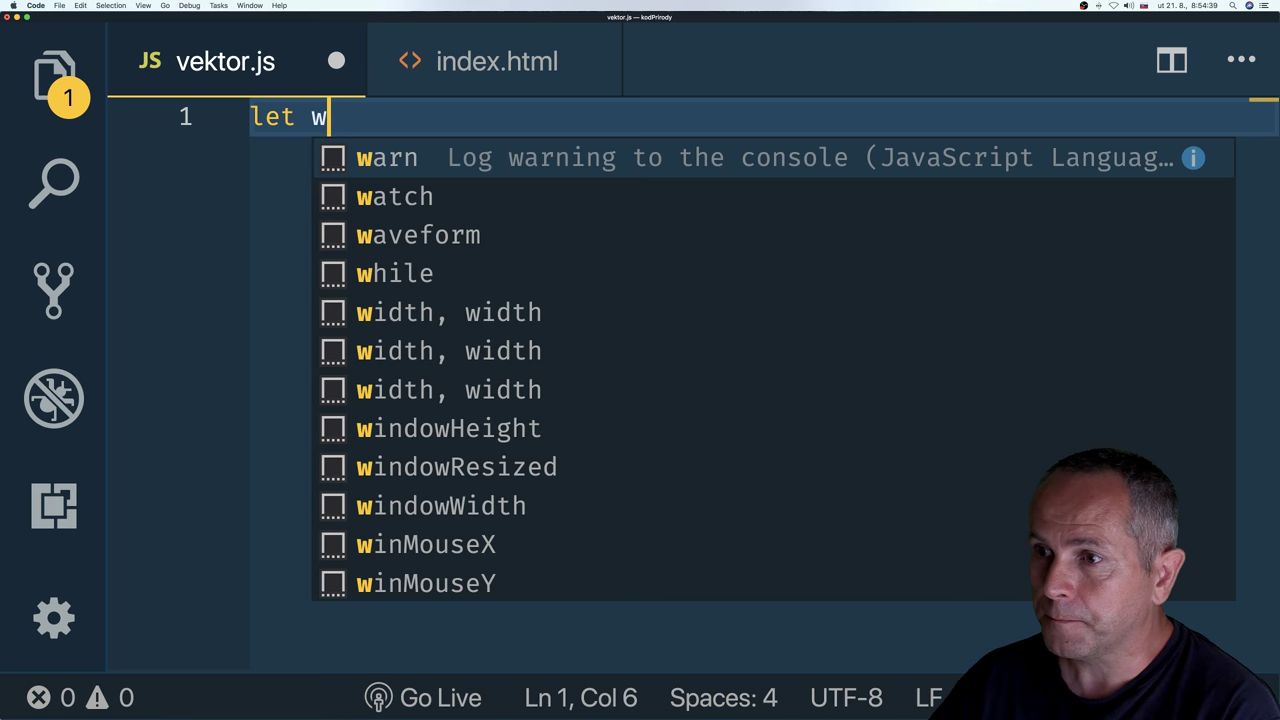 Code File Edit Selection View Go Debug Tasks Window Help
ut 21. 8., 8:54:39
vektor.js — kodPrirody
JS vektor.js
<> index.html
1
1 let w
warn Log warning to the console (JavaScript Languag…
watch
waveform
while
width, width
width, width
width, width
windowHeight
windowResized
windowWidth
winMouseX
winMouseY
0 0 Go Live Ln 1, Col 6 Spaces: 4 UTF-8 LF